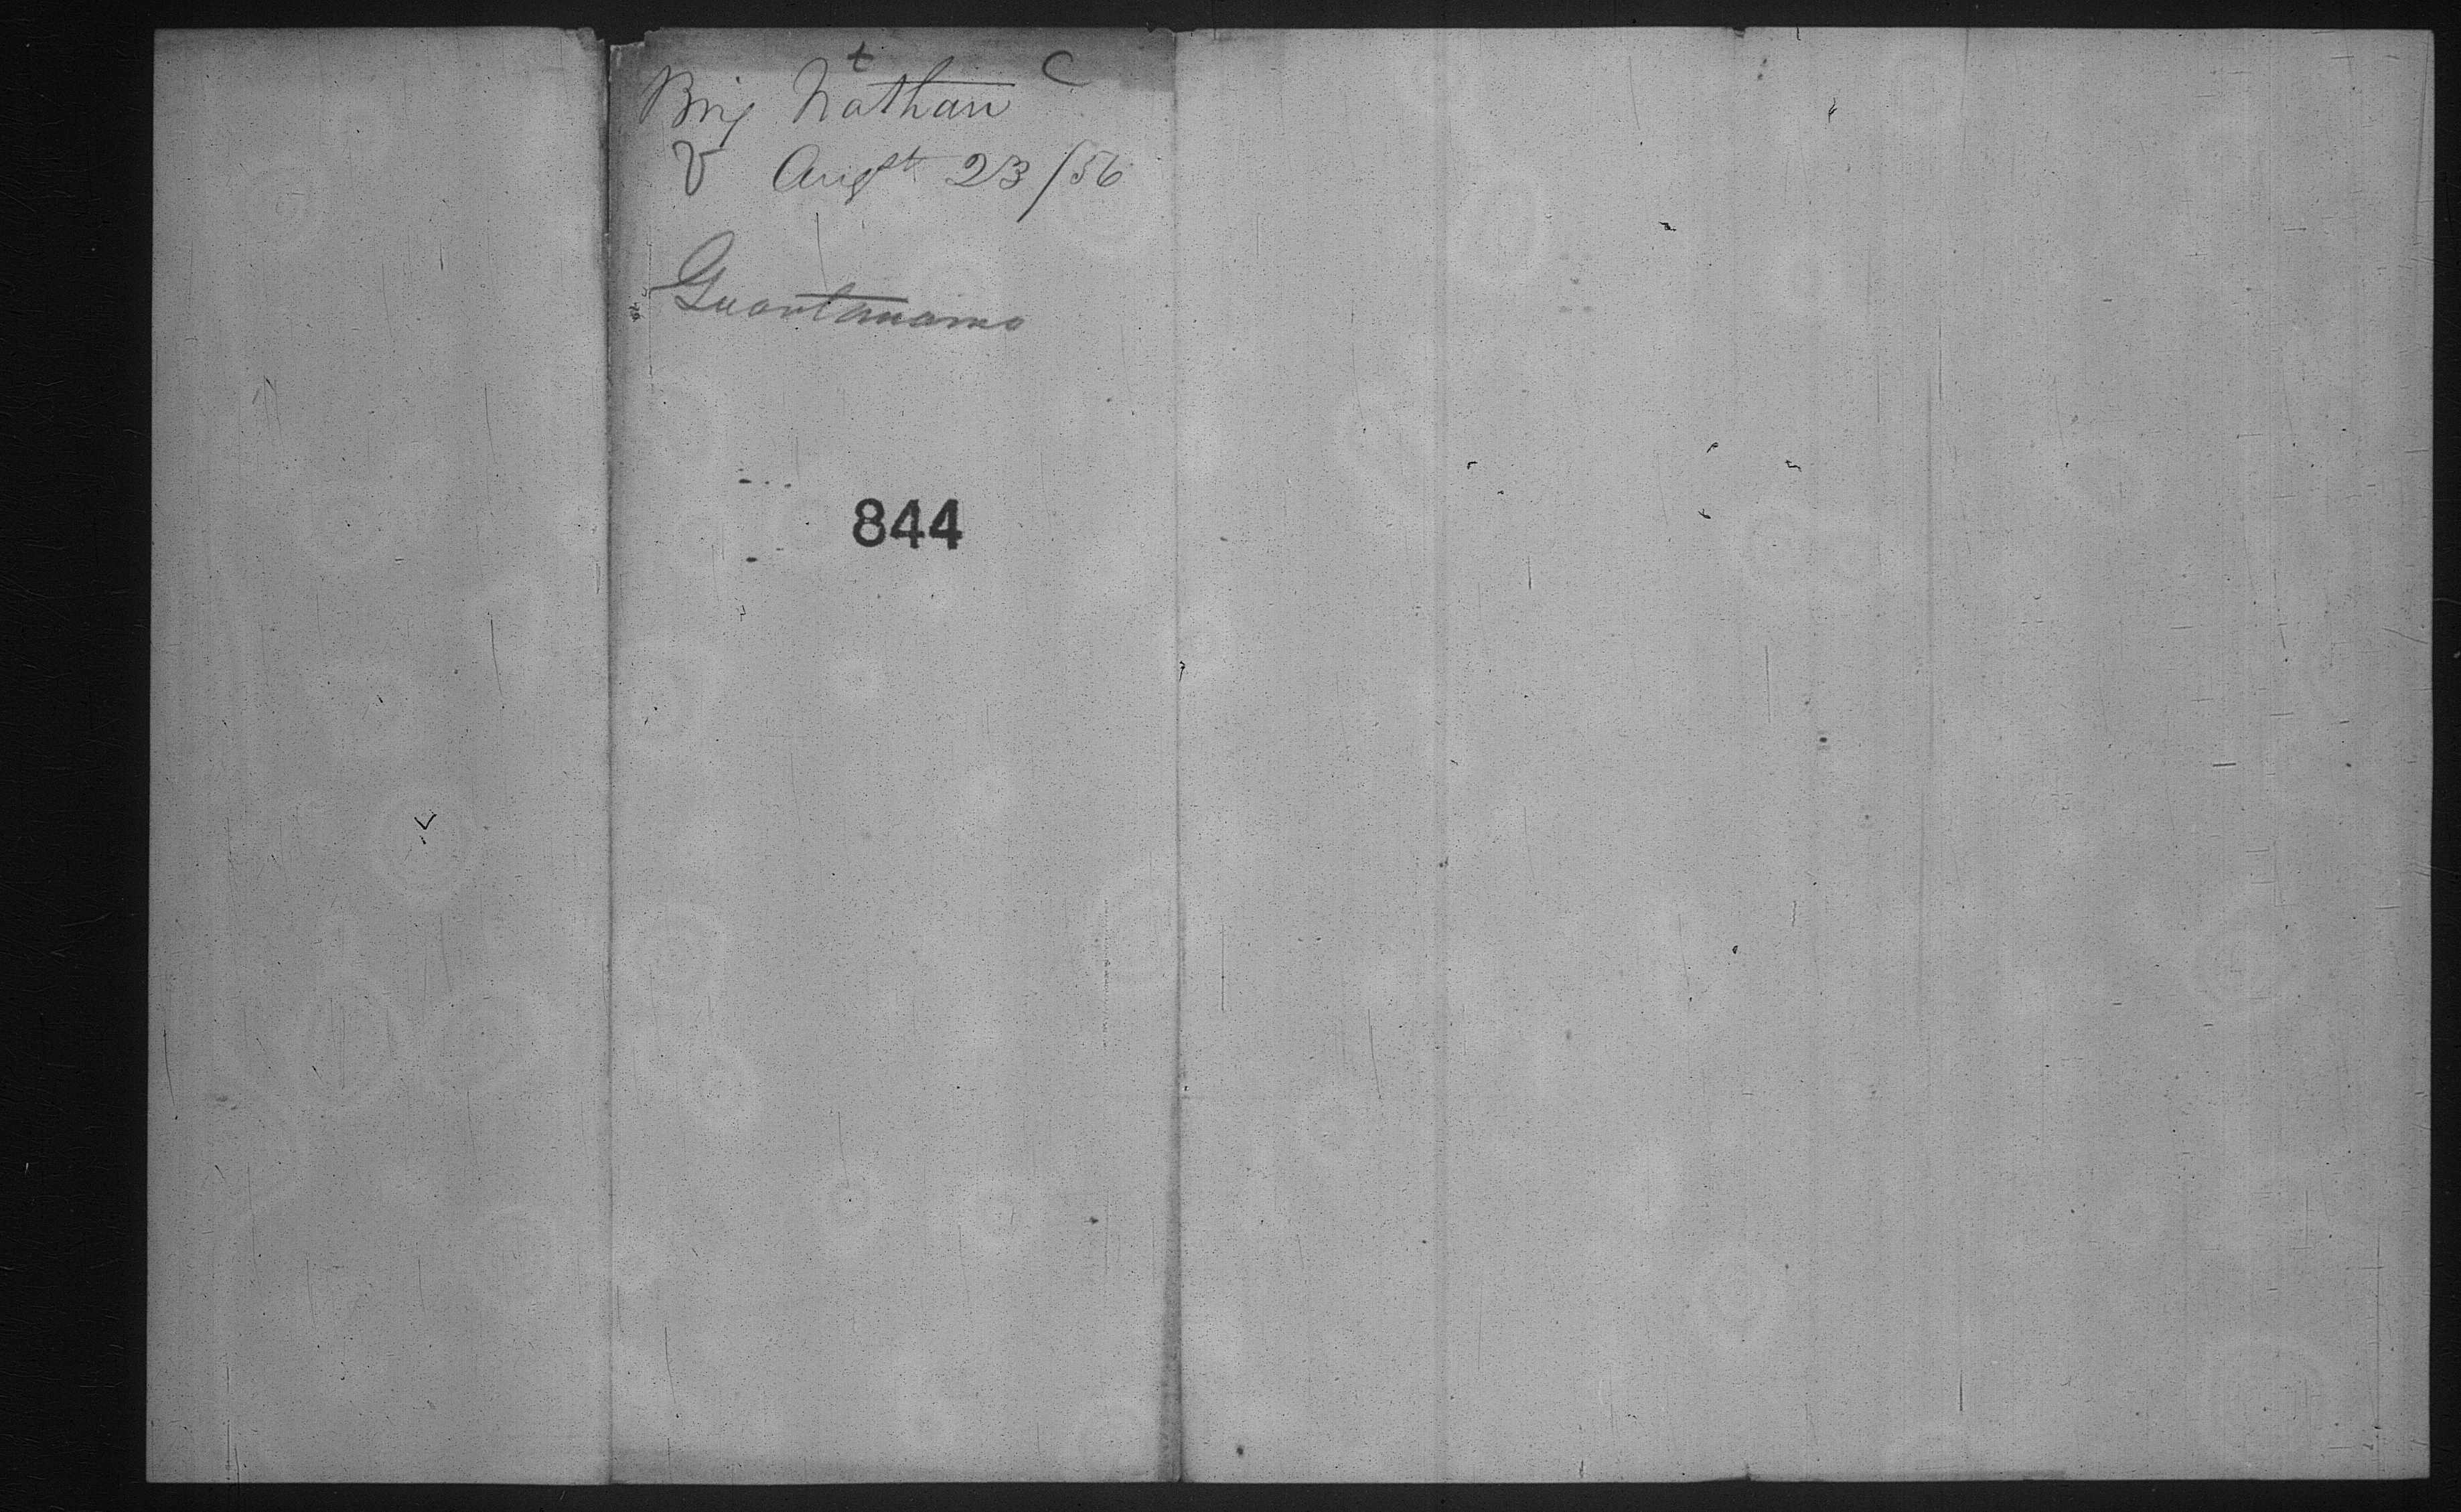 t C
Brig Nathan
V Augt 23/56
Guantanamo
844